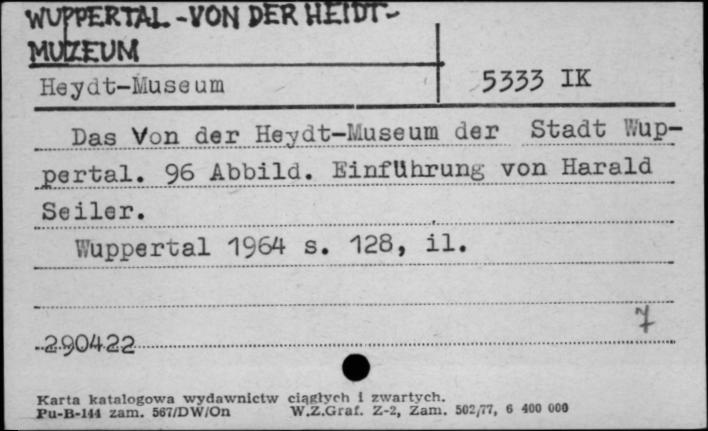 WUPPERTAL-VON DER HEIDT-
MUZEUM
Heydt-Museum 5333 IK
Das Von der Heydt-Museum der Stadt Wup-
pertal. 96 Abbild. Einführung von Harald
Seiler.
Wuppertal 1964 s. 128, il.
7
290422
Karta katalogowa wydawnictw ciągłych i zwartych.
Pu-B-144 zam. 567/DW/On W.Z.Graf. Z-2, Zam. 502/77, 6 400 000